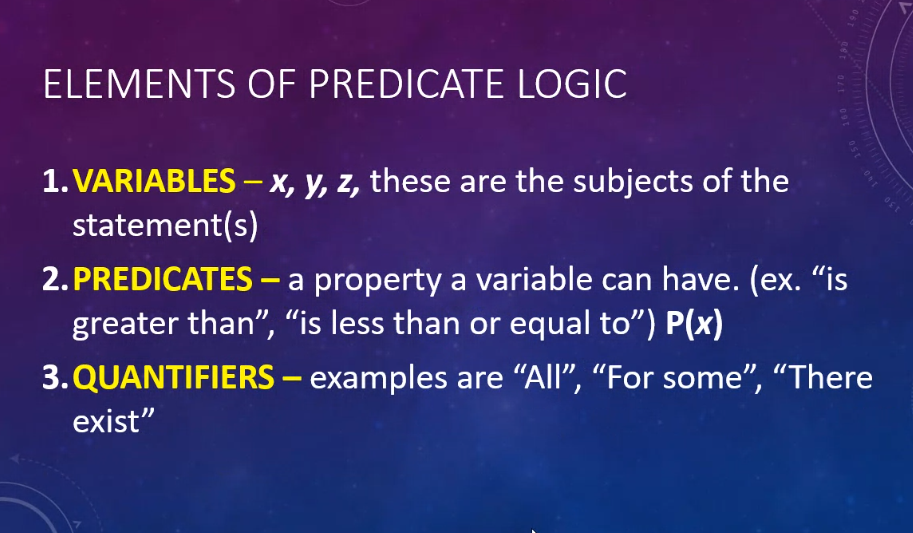 ELEMENTS OF PREDICATE LOGIC
1. VARIABLES – x, y, z, these are the subjects of the
statement(s)
2. PREDICATES – a property a variable can have. (ex. “is
greater than”, “is less than or equal to”) P(x)
3. QUANTIFIERS – examples are “All”, “For some”, “There
exist”